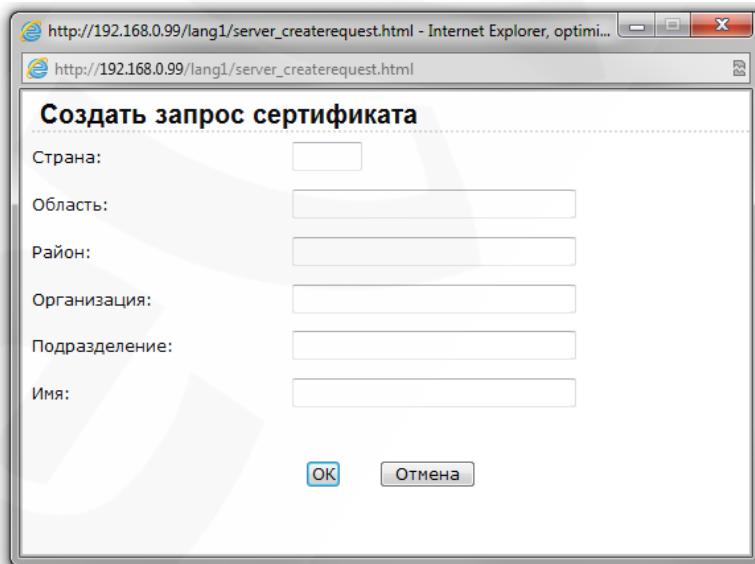 http://192.168.0.99/lang1/server_createrequest.html - Internet Explorer, optimi...
http://192.168.0.99/lang1/server_createrequest.html
Создать запрос сертификата
Страна:
Область:
Район:
Организация:
Подразделение:
Имя:
OK Отмена